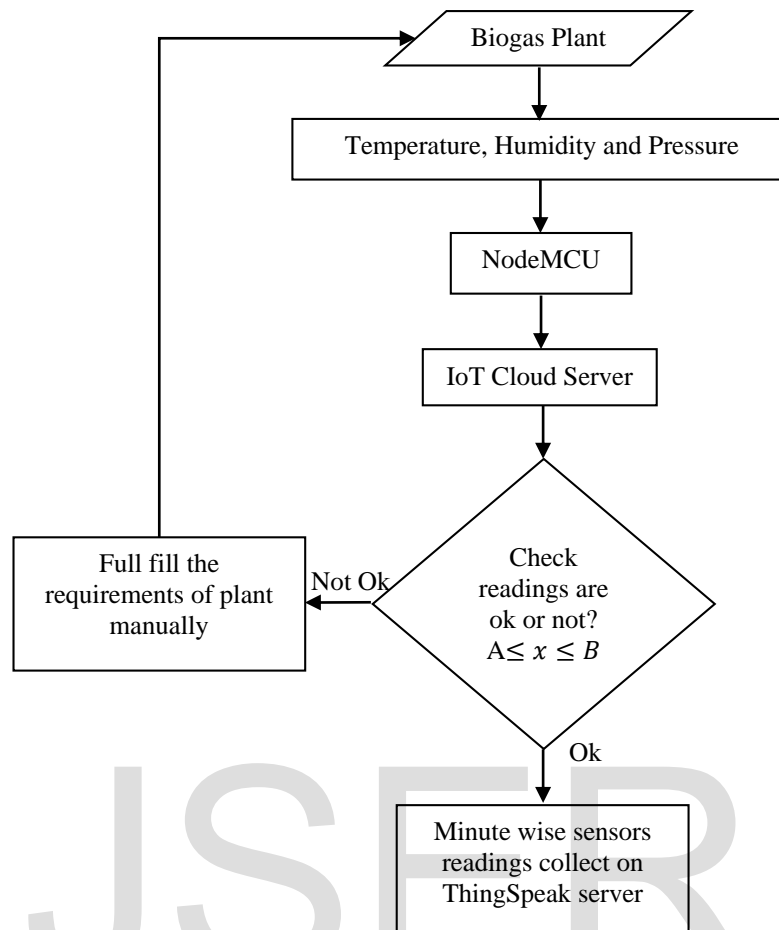 Biogas Plant
Temperature, Humidity and Pressure
NodeMCU
IoT Cloud Server
Check
readings are
ok or not?
A≤ 𝑥 ≤ 𝐵
Not Ok
Full fill the
requirements of plant
manually
Ok
Minute wise sensors
readings collect on
ThingSpeak server
JSER